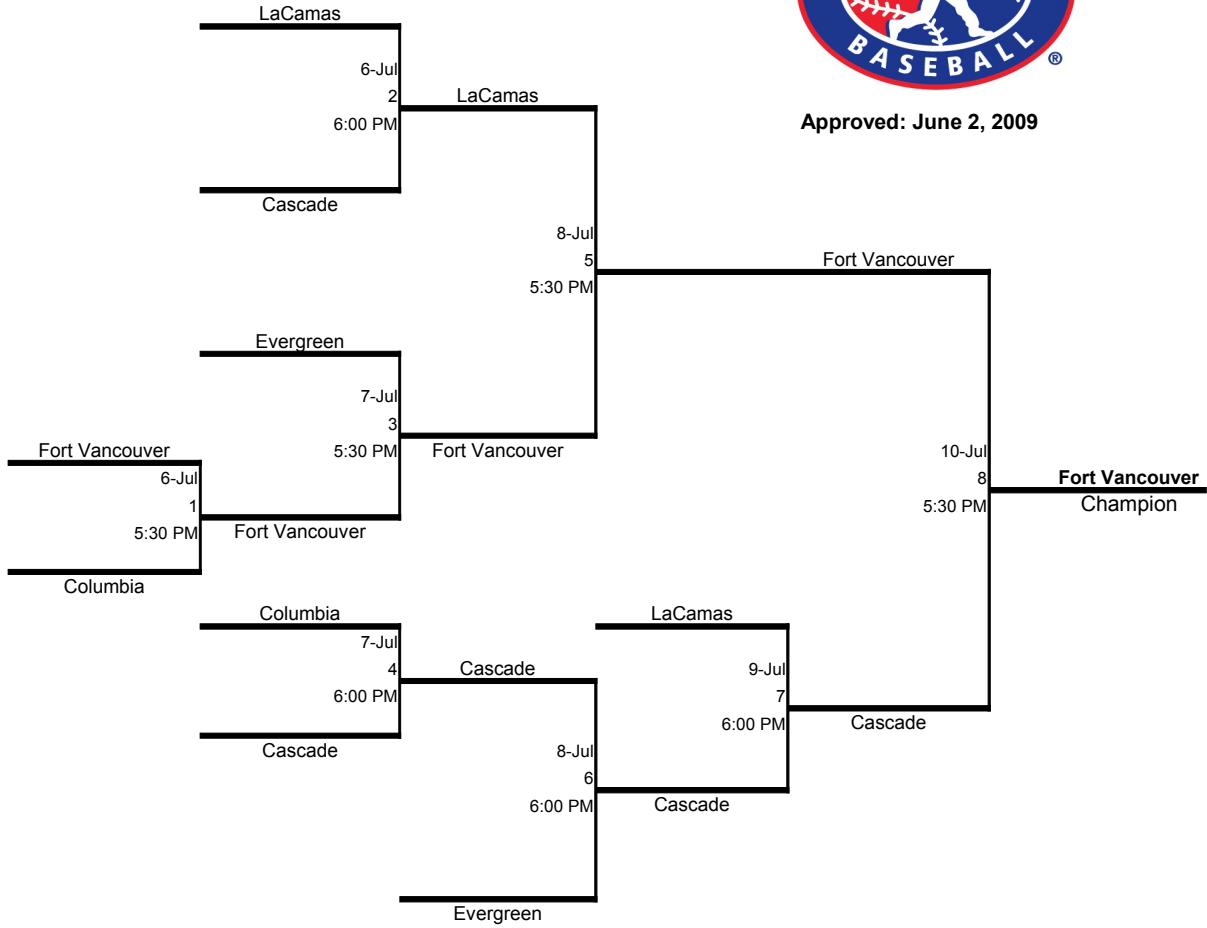 LaCamas
BASEBALL
®
6-Jul
2
LaCamas
6:00 PM
Approved: June 2, 2009
Cascade
8-Jul
5
Fort Vancouver
5:30 PM
Evergreen
7-Jul
3
5:30 PM
Fort Vancouver
Fort Vancouver
6-Jul
1
5:30 PM
Fort Vancouver
Columbia
10-Jul
8
5:30 PM
Fort Vancouver
Champion
Columbia
7-Jul
4
6:00 PM
Cascade
Cascade
LaCamas
9-Jul
7
6:00 PM
Cascade
8-Jul
6
6:00 PM
Cascade
Evergreen